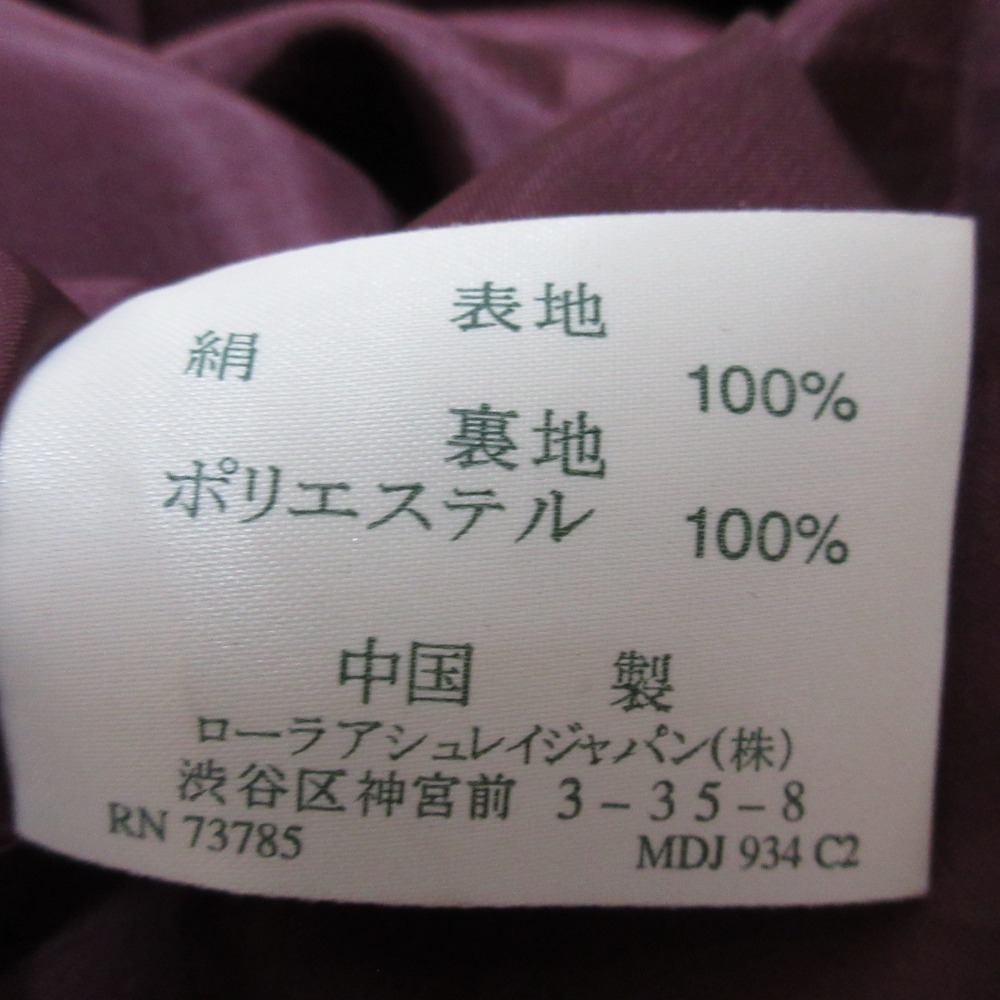 表地
絹 100%
裏地
ポリエステル 100%
中国 製
ローラアシュレイジャパン(株)
渋谷区神宮前 3-35-8
RN 73785 MDJ 934 C2